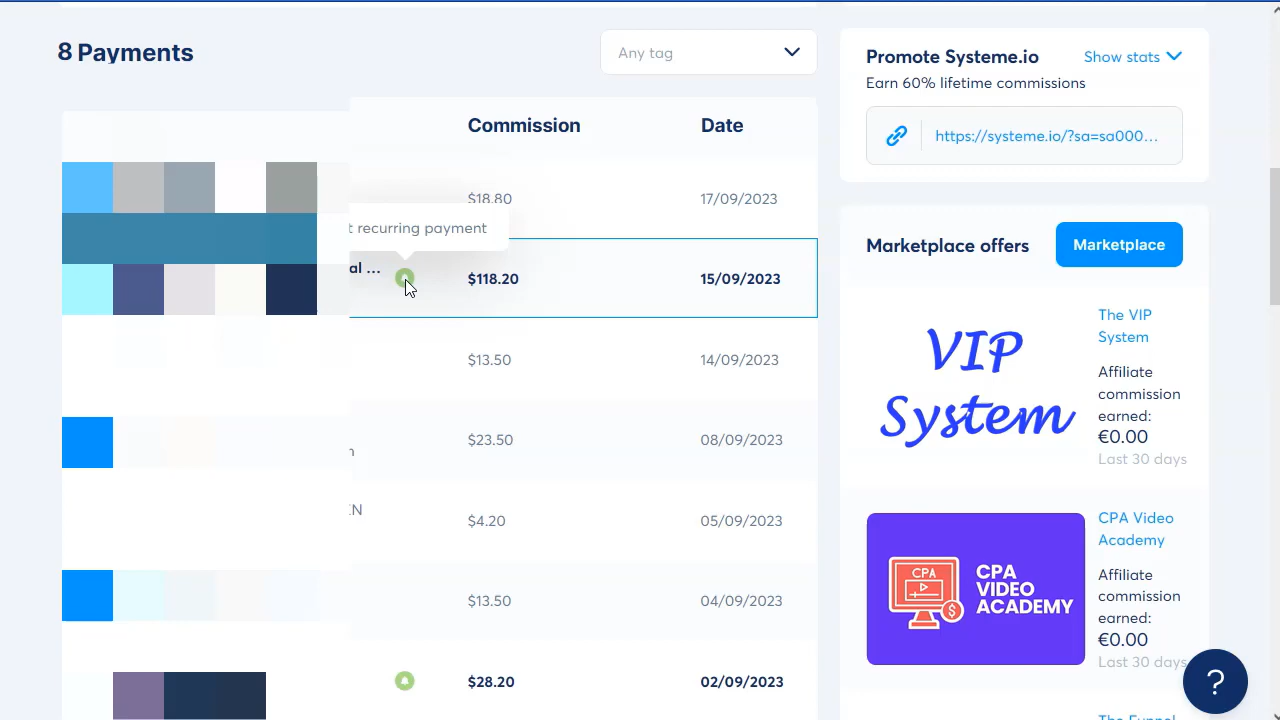 8 Payments
Any tag
Commission
Date
$18.80
17/09/2023
t recurring payment
al ...
$118.20
15/09/2023
$13.50
14/09/2023
$23.50
08/09/2023
$4.20
05/09/2023
$13.50
04/09/2023
$28.20
02/09/2023
Promote Systeme.io
Show stats
Earn 60% lifetime commissions
https://systeme.io/?sa=sa000...
Marketplace offers
Marketplace
VIP
System
The VIP
System
Affiliate
commission
earned:
€0.00
Last 30 days
CPA
CPA
VIDEO
ACADEMY
$
CPA Video
Academy
Affiliate
commission
earned:
€0.00
Last 30 days
?